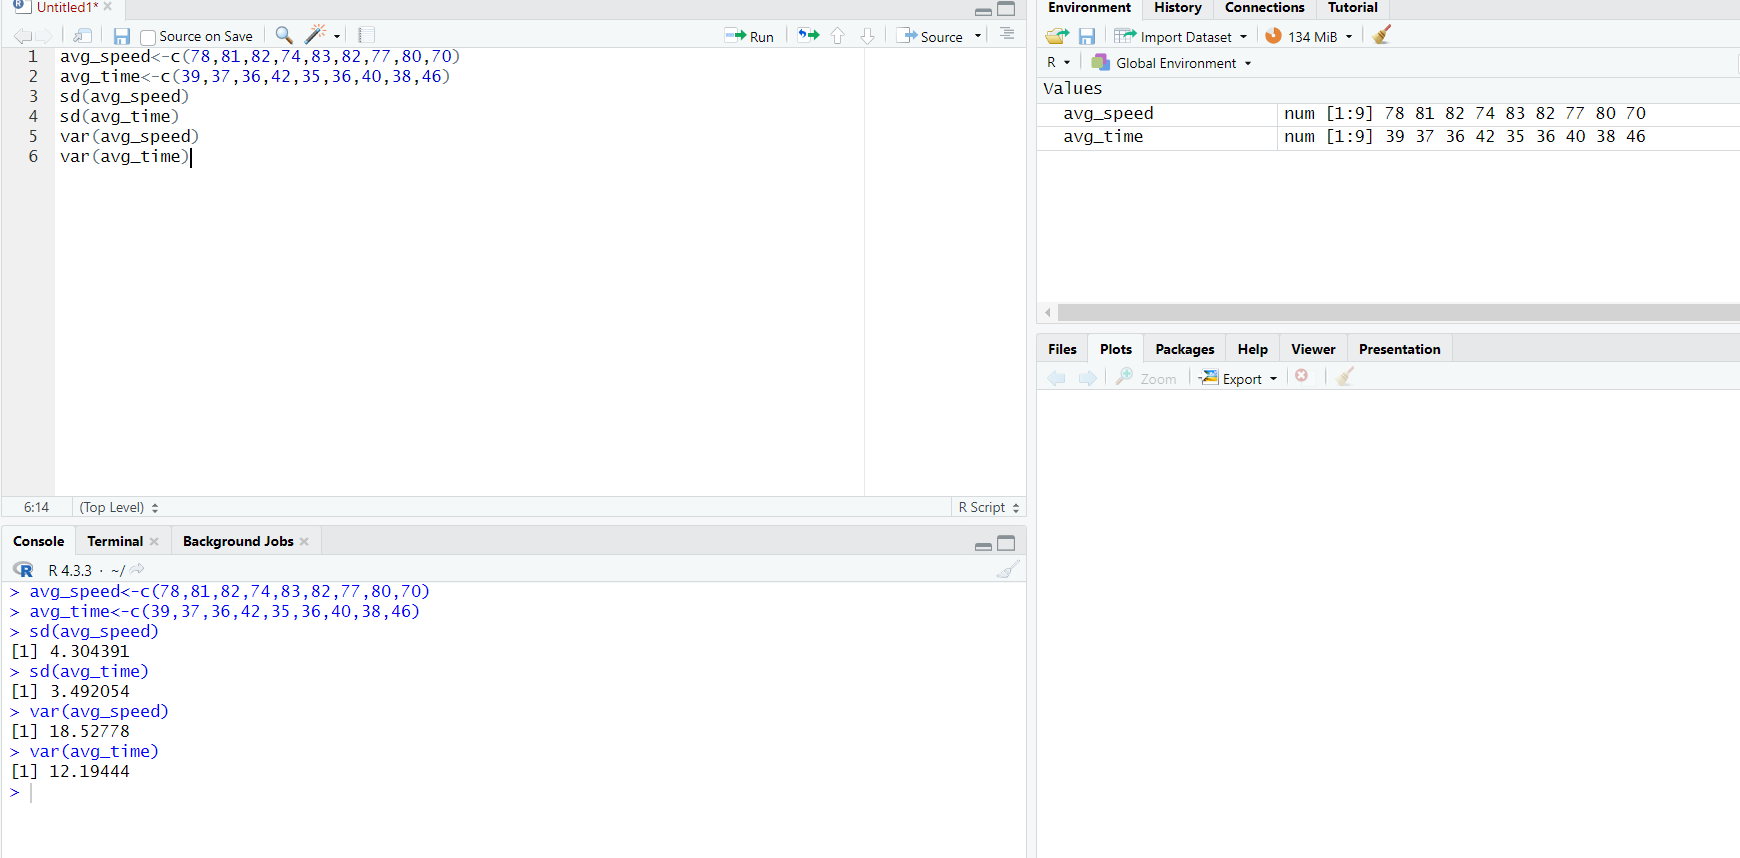 Untitled1*
Source on Save
Run
Source
1 avg_speed<-c(78,81,82,74,83,82,77,80,70)
2 avg_time<-c(39,37,36,42,35,36,40,38,46)
3 sd(avg_speed)
4 sd(avg_time)
5 var(avg_speed)
6 var(avg_time)
6:14 (Top Level) R Script
Console Terminal Background Jobs
R 4.3.3 · ~/
> avg_speed<-c(78,81,82,74,83,82,77,80,70)
> avg_time<-c(39,37,36,42,35,36,40,38,46)
> sd(avg_speed)
[1] 4.304391
> sd(avg_time)
[1] 3.492054
> var(avg_speed)
[1] 18.52778
> var(avg_time)
[1] 12.19444
>
Environment History Connections Tutorial
Import Dataset 134 MiB
R Global Environment
Values
avg_speed num [1:9] 78 81 82 74 83 82 77 80 70
avg_time num [1:9] 39 37 36 42 35 36 40 38 46
Files Plots Packages Help Viewer Presentation
Zoom Export